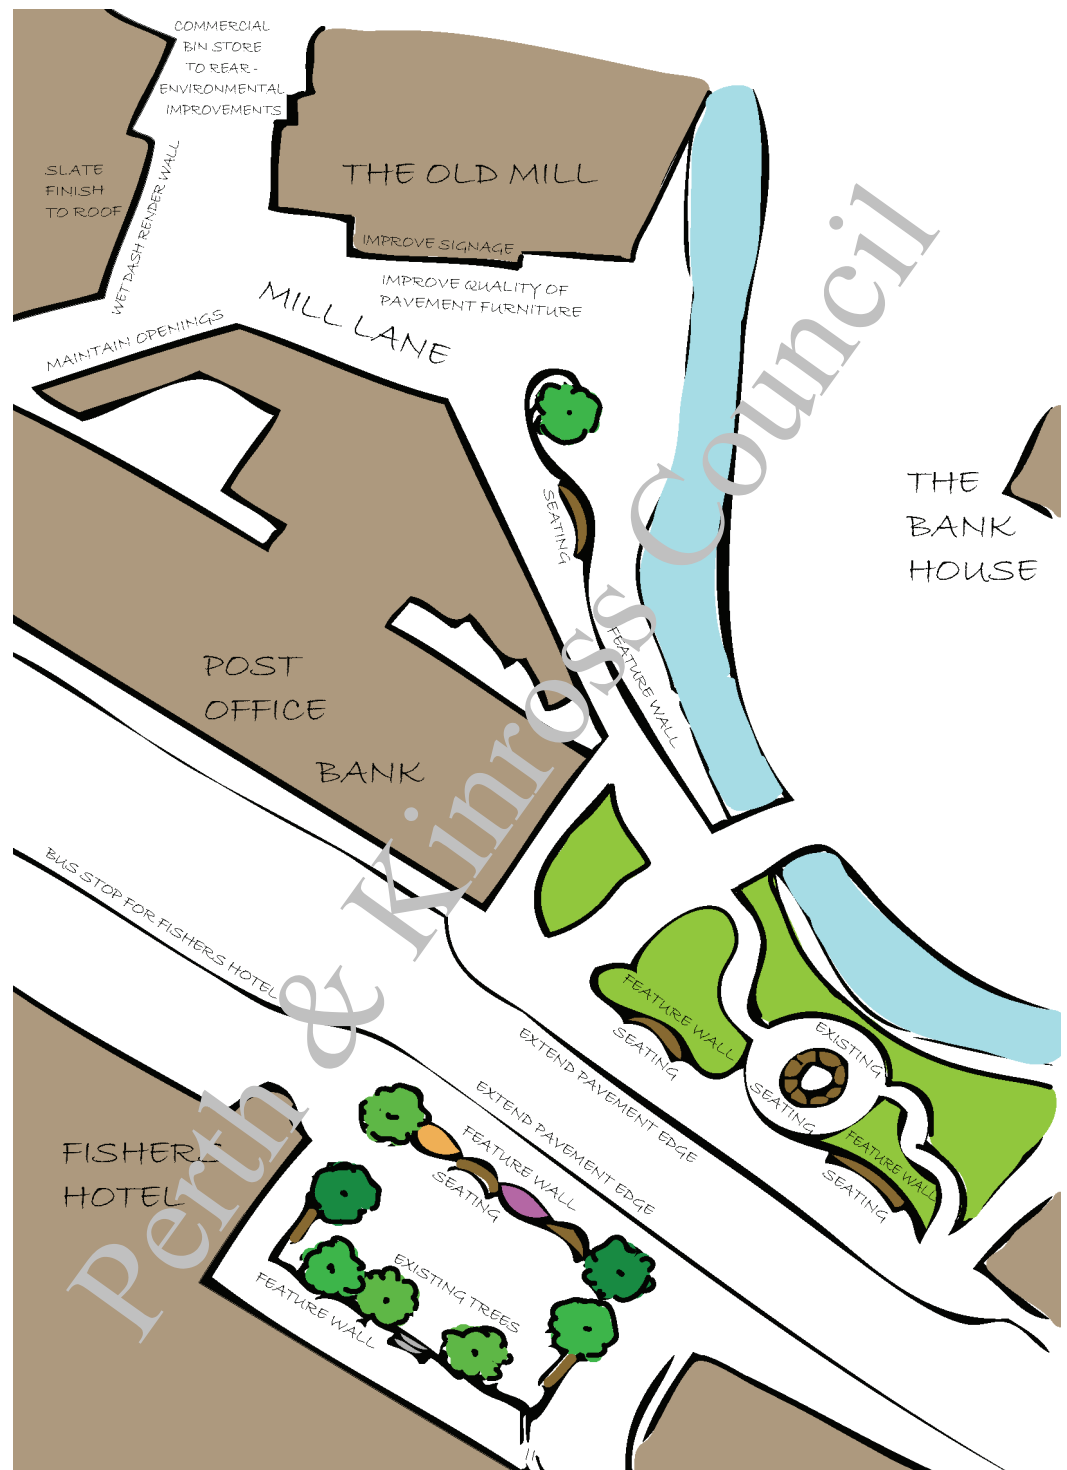 COMMERCIAL
BIN STORE
TO REAR -
ENVIRONMENTAL
IMPROVEMENTS
SLATE
FINISH
TO ROOF
WET DASH RENDER WALL
THE OLD MILL
IMPROVE SIGNAGE
IMPROVE QUALITY OF
PAVEMENT FURNITURE
MILL LANE
MAINTAIN OPENINGS
SEATING
THE
BANK
HOUSE
FEATURE WALL
POST
OFFICE
BANK
BUS STOP FOR FISHERS HOTEL
FEATURE WALL
SEATING
EXISTING
SEATING
FEATURE WALL
SEATING
EXTEND PAVEMENT EDGE
EXTEND PAVEMENT EDGE
FISHERS
HOTEL
FEATURE WALL
SEATING
EXISTING TREES
FEATURE WALL
Perth & Kinross Council